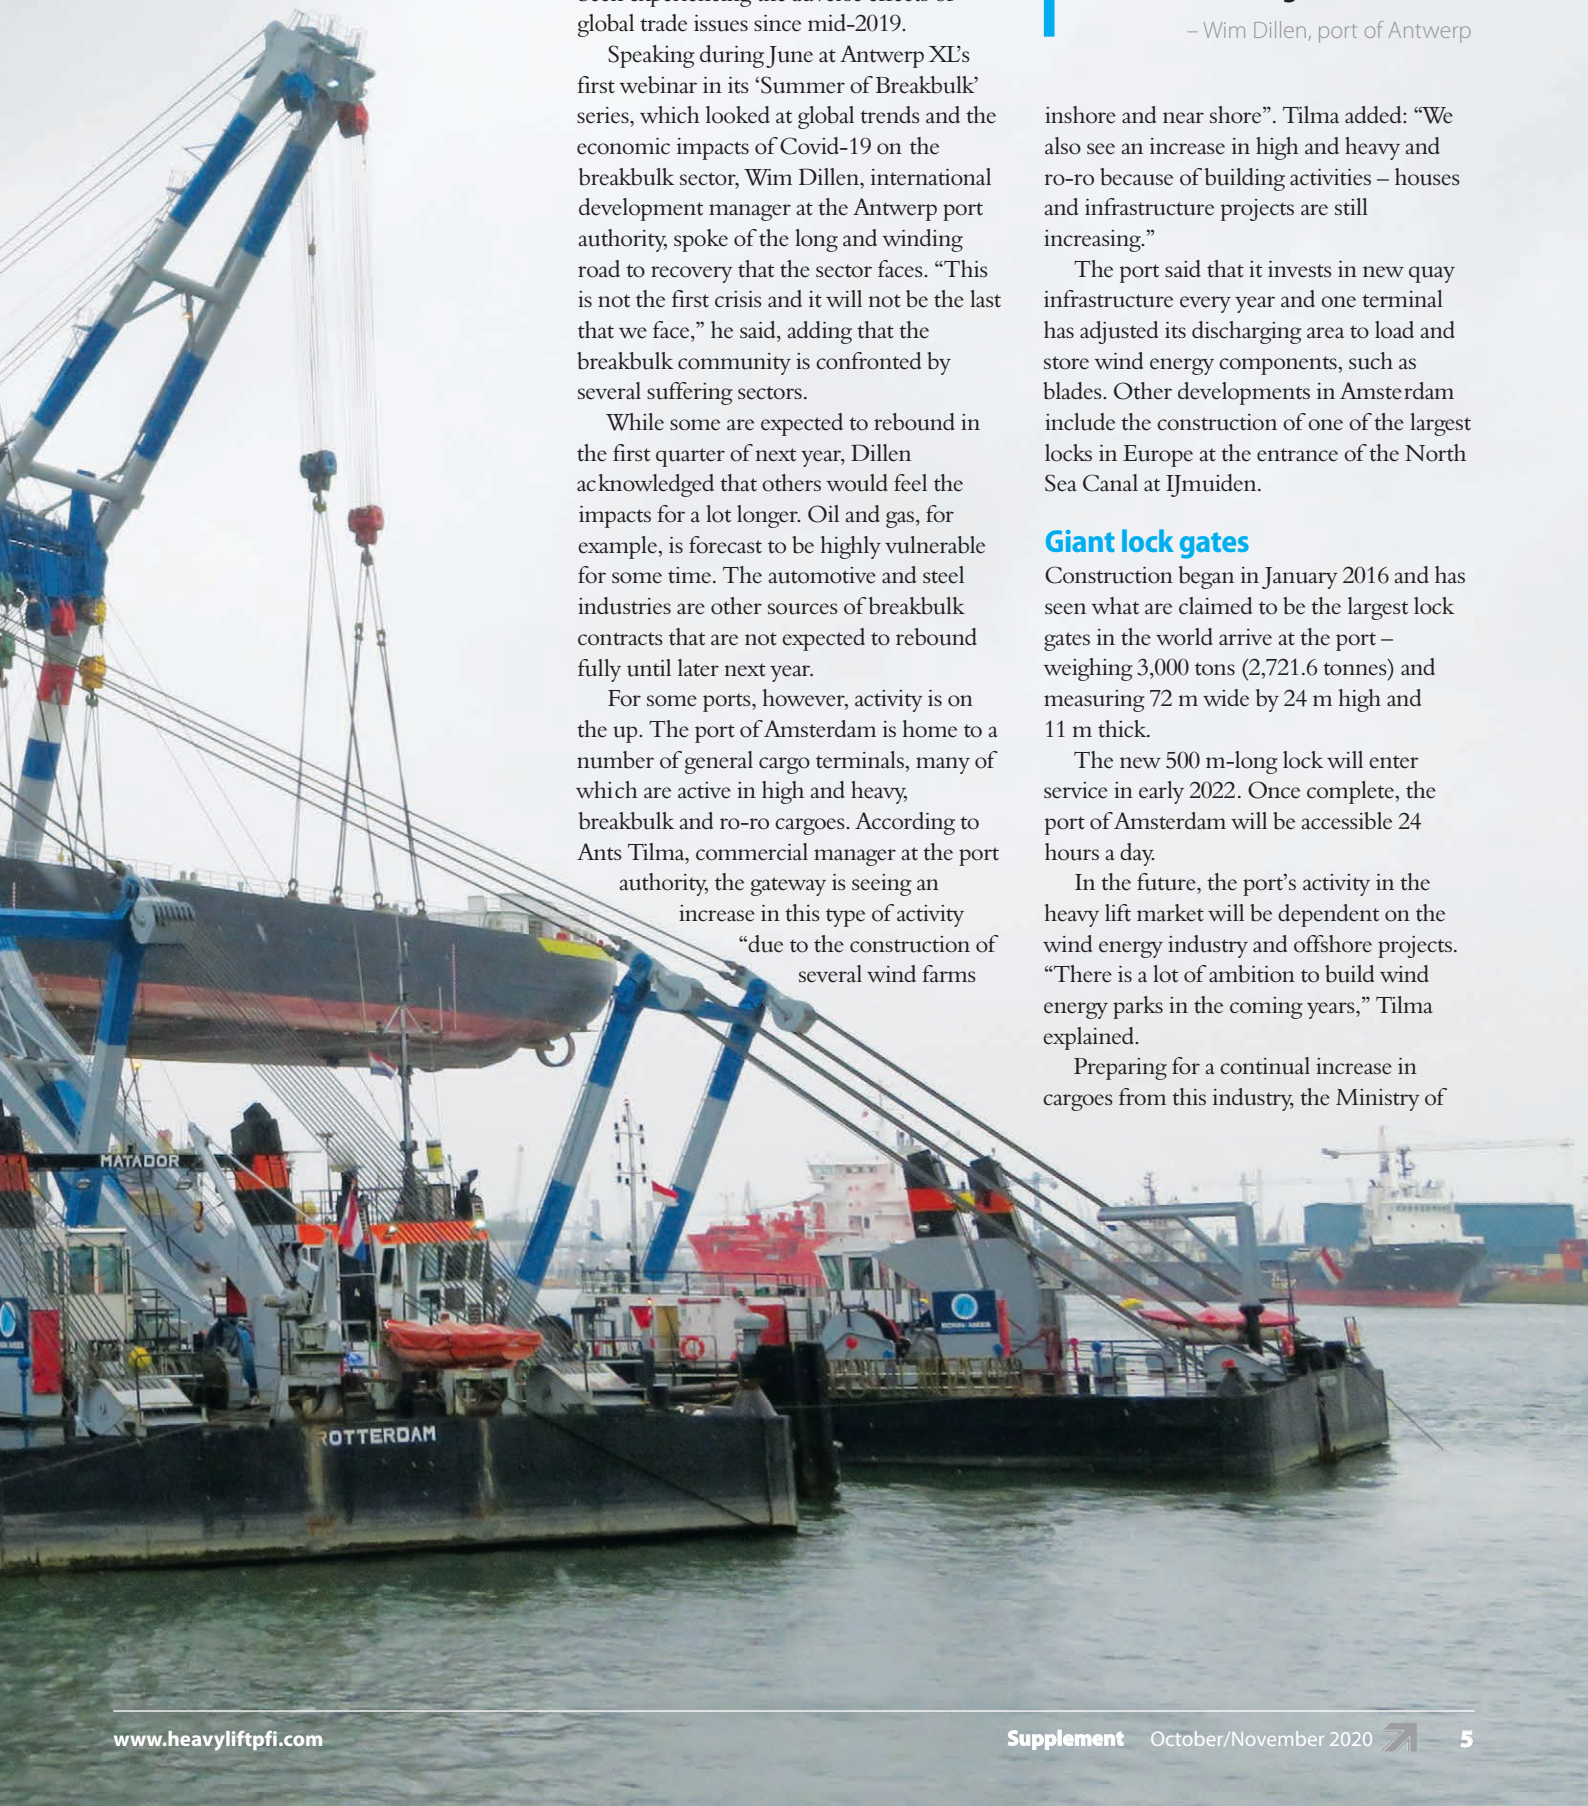 global trade issues since mid-2019.
Speaking during June at Antwerp XL’s
first webinar in its ‘Summer of Breakbulk’
series, which looked at global trends and the
economic impacts of Covid-19 on the
breakbulk sector, Wim Dillen, international
development manager at the Antwerp port
authority, spoke of the long and winding
road to recovery that the sector faces. “This
is not the first crisis and it will not be the last
that we face,” he said, adding that the
breakbulk community is confronted by
several suffering sectors.
While some are expected to rebound in
the first quarter of next year, Dillen
acknowledged that others would feel the
impacts for a lot longer. Oil and gas, for
example, is forecast to be highly vulnerable
for some time. The automotive and steel
industries are other sources of breakbulk
contracts that are not expected to rebound
fully until later next year.
For some ports, however, activity is on
the up. The port of Amsterdam is home to a
number of general cargo terminals, many of
which are active in high and heavy,
breakbulk and ro-ro cargoes. According to
Ants Tilma, commercial manager at the port
authority, the gateway is seeing an
increase in this type of activity
“due to the construction of
several wind farms
– Wim Dillen, port of Antwerp
inshore and near shore”. Tilma added: “We
also see an increase in high and heavy and
ro-ro because of building activities – houses
and infrastructure projects are still
increasing.”
The port said that it invests in new quay
infrastructure every year and one terminal
has adjusted its discharging area to load and
store wind energy components, such as
blades. Other developments in Amsterdam
include the construction of one of the largest
locks in Europe at the entrance of the North
Sea Canal at IJmuiden.
Giant lock gates
Construction began in January 2016 and has
seen what are claimed to be the largest lock
gates in the world arrive at the port –
weighing 3,000 tons (2,721.6 tonnes) and
measuring 72 m wide by 24 m high and
11 m thick.
The new 500 m-long lock will enter
service in early 2022. Once complete, the
port of Amsterdam will be accessible 24
hours a day.
In the future, the port’s activity in the
heavy lift market will be dependent on the
wind energy industry and offshore projects.
“There is a lot of ambition to build wind
energy parks in the coming years,” Tilma
explained.
Preparing for a continual increase in
cargoes from this industry, the Ministry of
MATADOR
BONN & MEES
ROTTERDAM
www.heavyliftpfi.com
Supplement October/November 2020 5